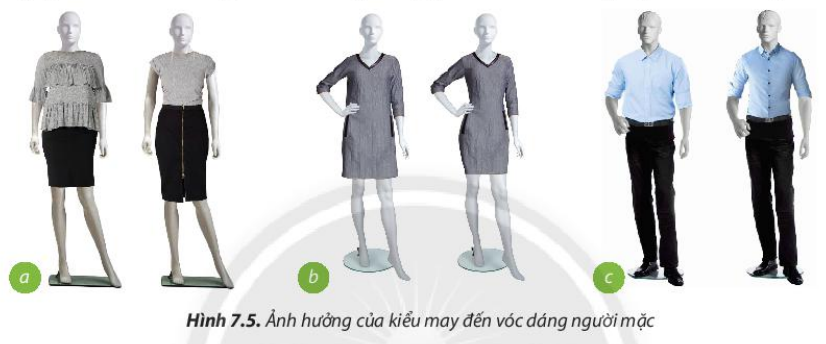 a
b
c
Hình 7.5. Ảnh hưởng của kiểu may đến vóc dáng người mặc